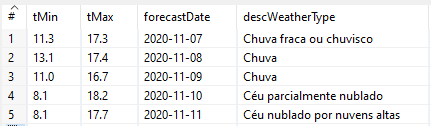 # tMin tMax forecastDate descWeatherType
1 11.3 17.3 2020-11-07 Chuva fraca ou chuvisco
2 13.1 17.4 2020-11-08 Chuva
3 11.0 16.7 2020-11-09 Chuva
4 8.1 18.2 2020-11-10 Céu parcialmente nublado
5 8.1 17.7 2020-11-11 Céu nublado por nuvens altas